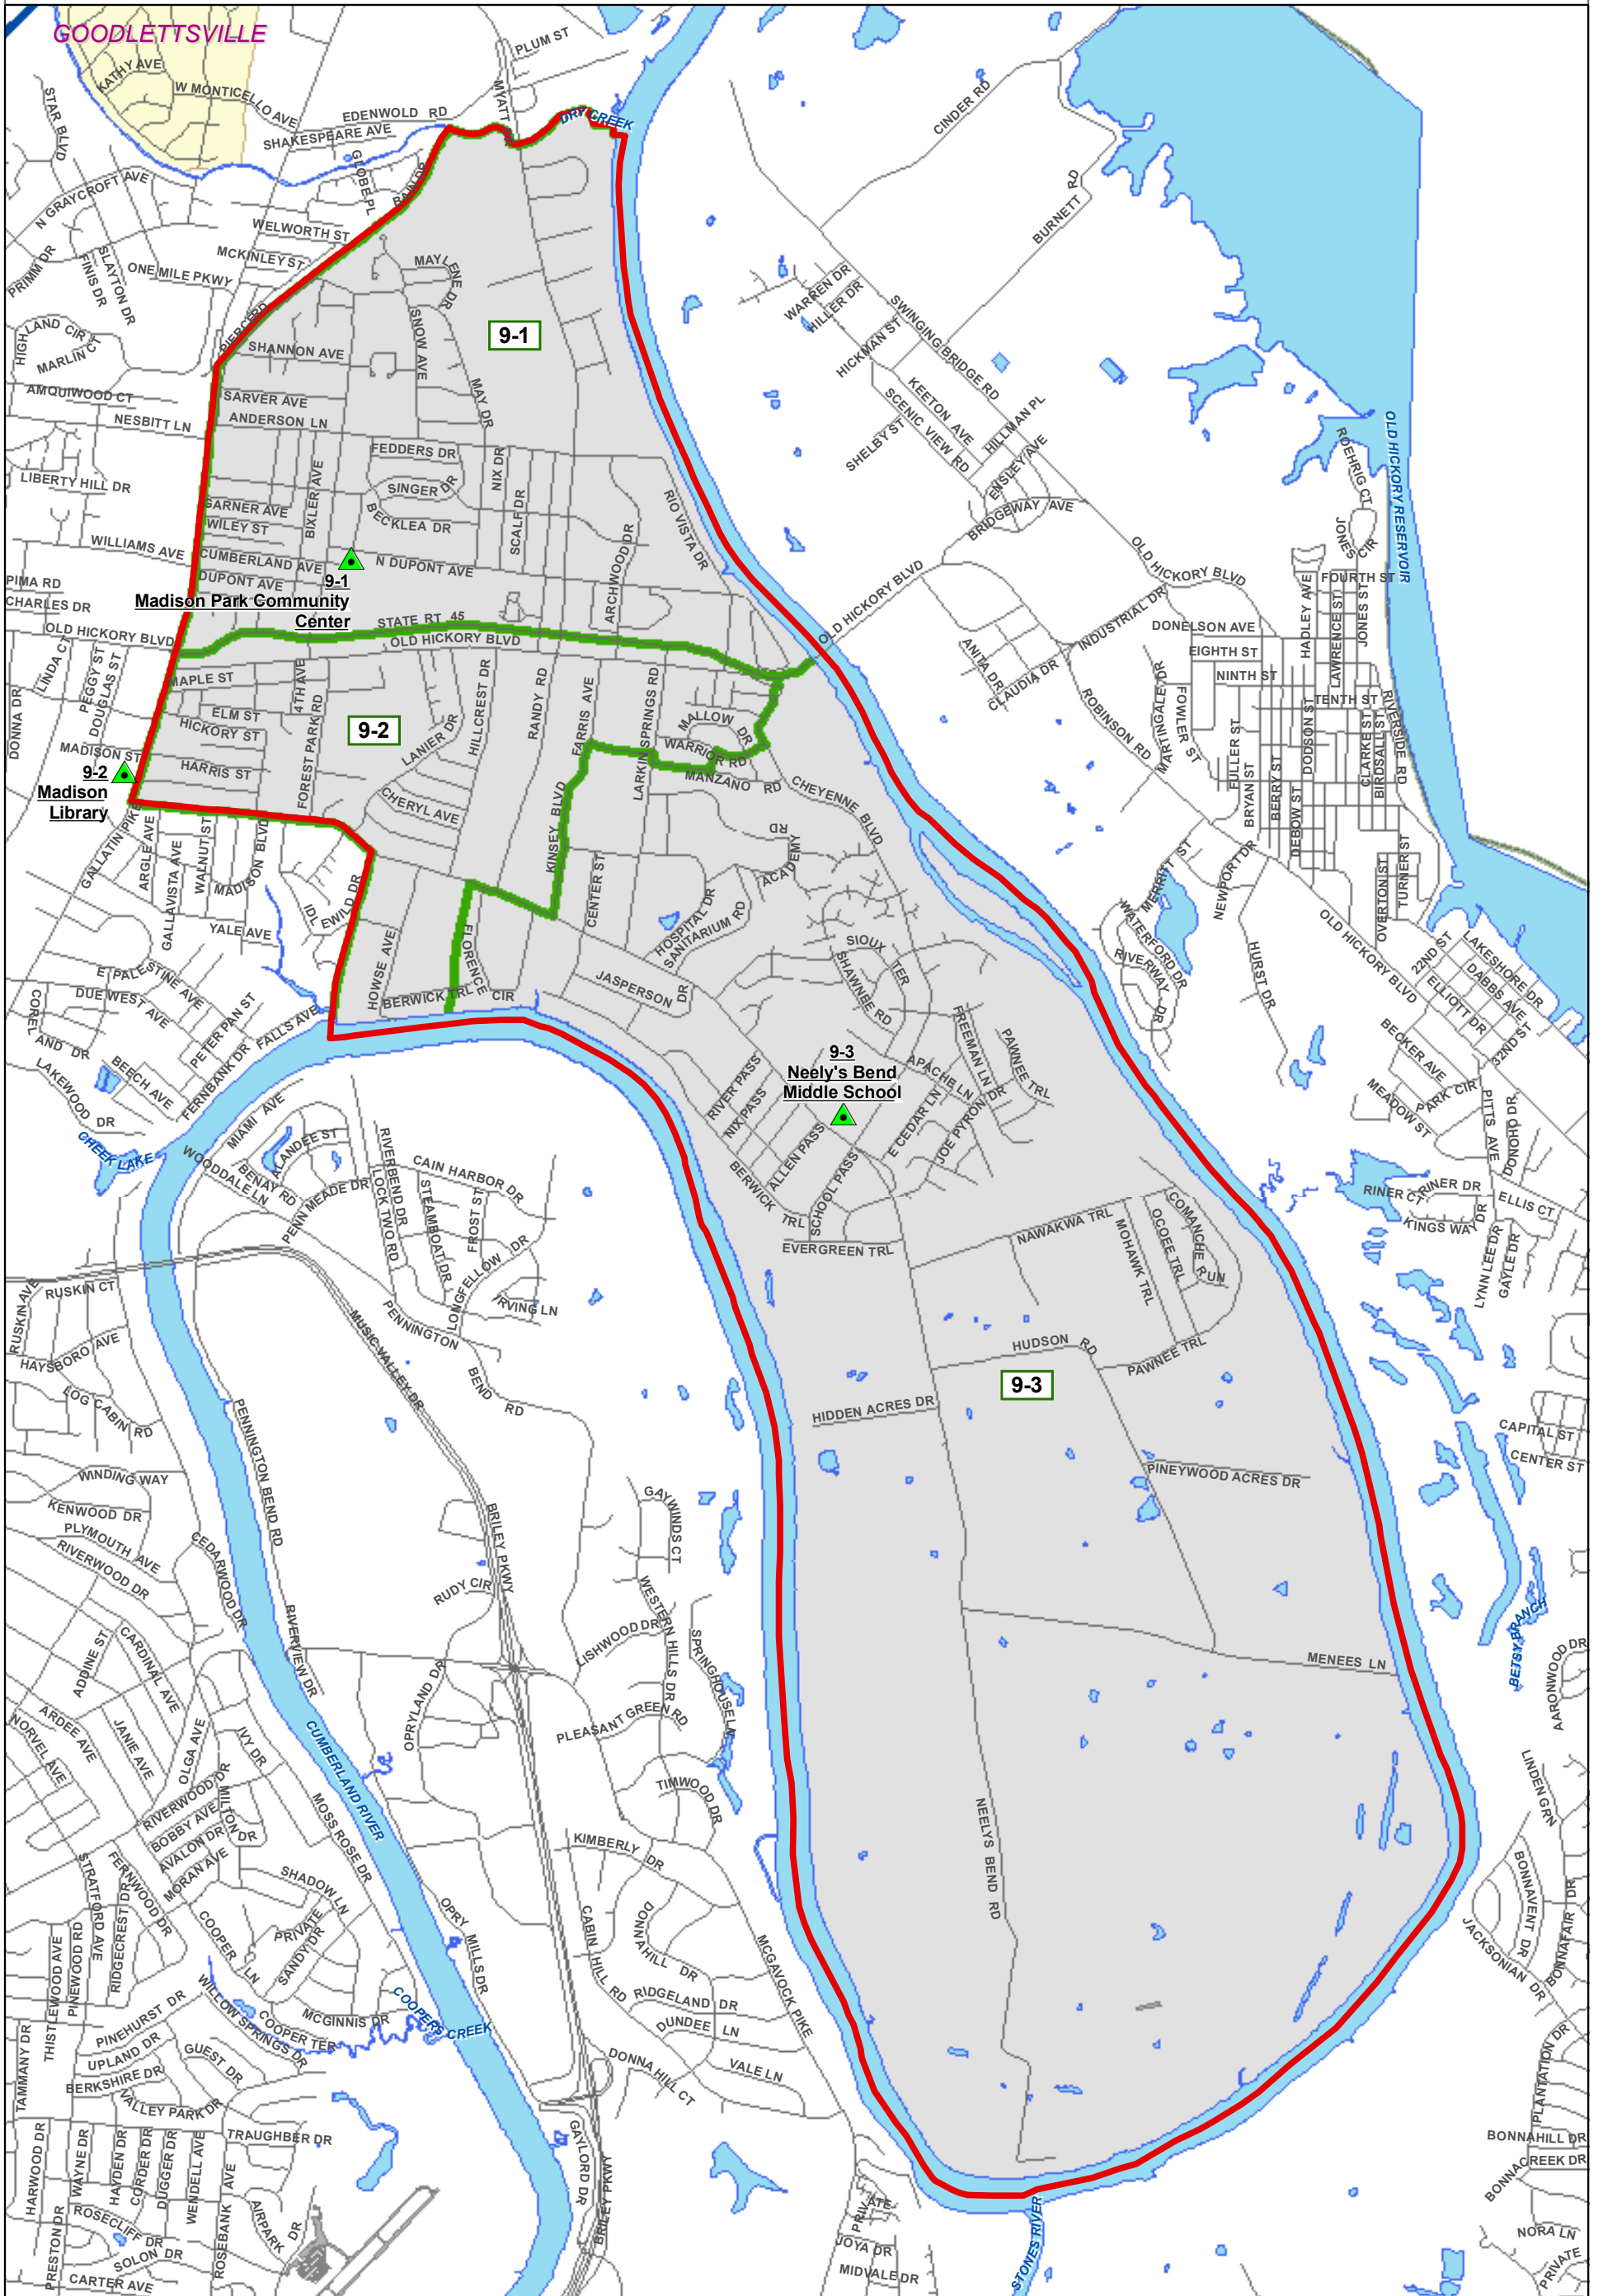 GOODLETTSVILLE
KATHY AVE
W MONTICELLO AVE
STAR BLVD
EDENWOLD RD
SHAKESPEARE AVE
PLUM ST
MYATT
DRY CREEK
CINDER RD
BURNETT RD
N GRAYCROFT AVE
GLOBE PL
BAIN DR
WELWORTH ST
MCKINLEY ST
ONE MILE PKWY
PRIMM DR
FINIS DR
SLAYTON DR
MAYLENE DR
SNOW AVE
MAY DR
9-1
PIERCE RD
SHANNON AVE
HIGHLAND CIR
MARLIN CT
AMQUIWOOD CT
NESBITT LN
SARVER AVE
ANDERSON LN
FEDDERS DR
SINGER DR
BECKLEA DR
NIX DR
SCALF DR
BIXLER AVE
LIBERTY HILL DR
GARNER AVE
WILEY ST
WILLIAMS AVE
CUMBERLAND AVE
DUPONT AVE
N DUPONT AVE
ARCHWOOD DR
RIO VISTA DR
PIMA RD
CHARLES DR
9-1
Madison Park Community
Center
STATE RT 45
OLD HICKORY BLVD
OLD HICKORY BLVD
OLD HICKORY BLVD
OLD HICKORY BLVD
WARREN DR
HILLER DR
HICKMAN ST
SWINGING BRIDGE RD
KEETON AVE
SCENIC VIEW RD
SHELBY ST
HILLMAN PL
ENSLEY AVE
BRIDGEWAY AVE
OLD HICKORY RESERVOIR
ROEHRIG CT
JONES CIR
FOURTH ST
HADLEY AVE
LAWRENCE ST
JONES ST
INDUSTRIAL DR
DONELSON AVE
EIGHTH ST
NINTH ST
TENTH ST
ANITA DR
CLAUDIA DR
ROBINSON RD
MARTINGALE DR
FOWLER ST
FULLER ST
BRYAN ST
BERRY ST
DEBOW ST
DODSON ST
CLARKE ST
BIRDSALL ST
RIVERSIDE RD
LINDA CT
PEGGY ST
DOUGLAS ST
DONNA DR
MAPLE ST
ELM ST
HICKORY ST
HARRIS ST
MADISON ST
4TH AVE
FOREST PARK RD
9-2
LANIER DR
HILLCREST DR
RANDY RD
FARRIS AVE
LARKIN SPRINGS RD
MALLOW DR
WARRIOR RD
MANZANO RD
CHEYENNE BLVD
9-2
Madison
Library
CHERYL AVE
KINSEY BLVD
GALLATIN PIKE
ARGLE AVE
GALLAVISTA AVE
WALNUT ST
MADISON BLVD
IDLEWILD DR
YALE AVE
HOWSE AVE
FLORENCE CIR
BERWICK TRL
CENTER ST
ACADEMY RD
HOSPITAL DR
SANITARIUM RD
JASPERSON DR
SIOUX TER
SHAWNEE RD
MERRITT ST
NEWPORT DR
WATERFORD DR
RIVERWAY DR
HURST DR
OVERTON ST
TURNER ST
OLD HICKORY BLVD
22ND ST
LAKESHORE DR
DABBS AVE
ELLIOTT DR
32ND ST
E PALESTINE AVE
DUE WEST AVE
CORELAND DR
PETER PAN ST
BEECH AVE
LAKEWOOD DR
FERNBANK DR
FALLS AVE
CHEEK LAKE
9-3
Neely's Bend
Middle School
RIVER PASS
NIX PASS
ALLEN PASS
SCHOOL PASS
BERWICK TRL
EVERGREEN TRL
APACHE LN
FREEMAN LN
PAWNEE TRL
E CEDAR LN
JOE PYRON DR
BECKER AVE
PARK CIR
MEADOW ST
PITTS AVE
DONOHO DR
MIAMI AVE
WOODDALE LN
BENAY RD
ALANDEE ST
PENN MEADE DR
RIVERBEND DR
LOCK TWO RD
CAIN HARBOR DR
STEAMBOAT DR
FROST ST
LONGFELLOW DR
IRVING LN
NAWAKWA TRL
MOHAWK TRL
OCOEE TRL
COMANCHE RUN
RINER CT
RINER DR
KINGS WAY DR
ELLIS CT
LYNN LEE DR
GAYLE DR
RUSKIN AVE
RUSKIN CT
HAYSBORO AVE
LOG CABIN RD
MUSIC VALLEY DR
PENNINGTON BEND RD
PENNINGTON BEND RD
HUDSON RD
PAWNEE TRL
9-3
HIDDEN ACRES DR
PINEYWOOD ACRES DR
CAPITAL ST
CENTER ST
WINDING WAY
KENWOOD DR
PLYMOUTH AVE
RIVERWOOD DR
CEDARWOOD DR
BRILEY PKWY
GAYWINDS CT
RUDY CIR
WESTERN HILLS DR
LISHWOOD DR
SPRINGHOUSE LN
PLEASANT GREEN RD
RIVERVIEW DR
OPRYLAND DR
MENEES LN
BETSY BRANCH
AARONWOOD DR
ADDINE ST
CARDINAL AVE
ARDEE AVE
NORVEL AVE
JANIE AVE
OLGA AVE
IVY DR
CUMBERLAND RIVER
RIVERWOOD DR
BOBBY AVE
MILTON DR
AVALON DR
MORAN AVE
MOSS ROSE DR
TIMWOOD DR
KIMBERLY DR
NEELYS BEND RD
LINDENGRV
BONNAVENT DR
BONNAFAIR DR
JACKSONIAN DR
STRATFORD AVE
FERNWOOD DR
RIDGECREST DR
PINEWOOD RD
THISTLEWOOD AVE
SHADOW LN
PRIVATE
SANDY DR
COOPER LN
WILLOW SPRINGS DR
COOPER TER
MCGINNIS DR
COOPERS CREEK
OPRY MILLS DR
CABIN HILL RD
DONNA HILL DR
MCGAVOCK PIKE
RIDGELAND DR
DUNDEE LN
VALE LN
DONNA HILL CT
TAMMANY DR
PINEHURST DR
UPLAND DR
BERKSHIRE DR
GUEST DR
VALLEY PARK DR
TRAUGHBER DR
HARWOOD DR
WAYNE DR
HAYDEN DR
CORDER DR
DUGGER DR
WENDELL AVE
ROSEBANK AVE
AIRPARK DR
PRESTON DR
ROSECLIFF DR
SOLON DR
CARTER AVE
GAYLORD DR
BRILEY PKWY
PRIVATE
JOYA DR
MIDVALE DR
STONES RIVER
PLANTATION DR
BONNAHILL DR
BONNACREEK DR
NORA LN
PRIVATE